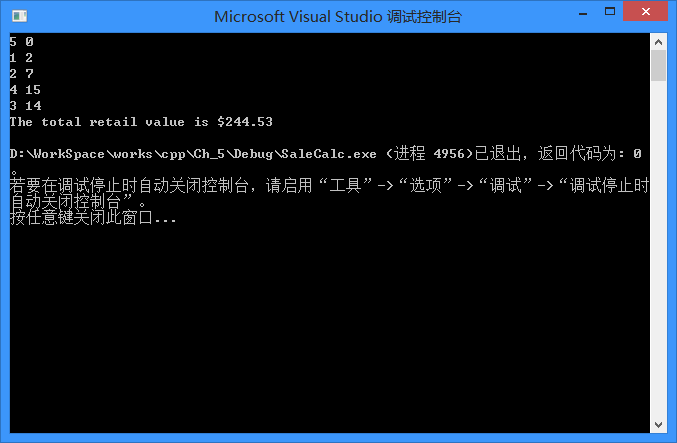 Microsoft Visual Studio 调试控制台
5 0
1 2
2 7
4 15
3 14
The total retail value is $244.53
D:\WorkSpace\works\cpp\Ch_5\Debug\SaleCalc.exe (进程 4956)已退出，返回代码为: 0
。
若要在调试停止时自动关闭控制台，请启用“工具”->“选项”->“调试”->“调试停止时
自动关闭控制台”。
按任意键关闭此窗口...